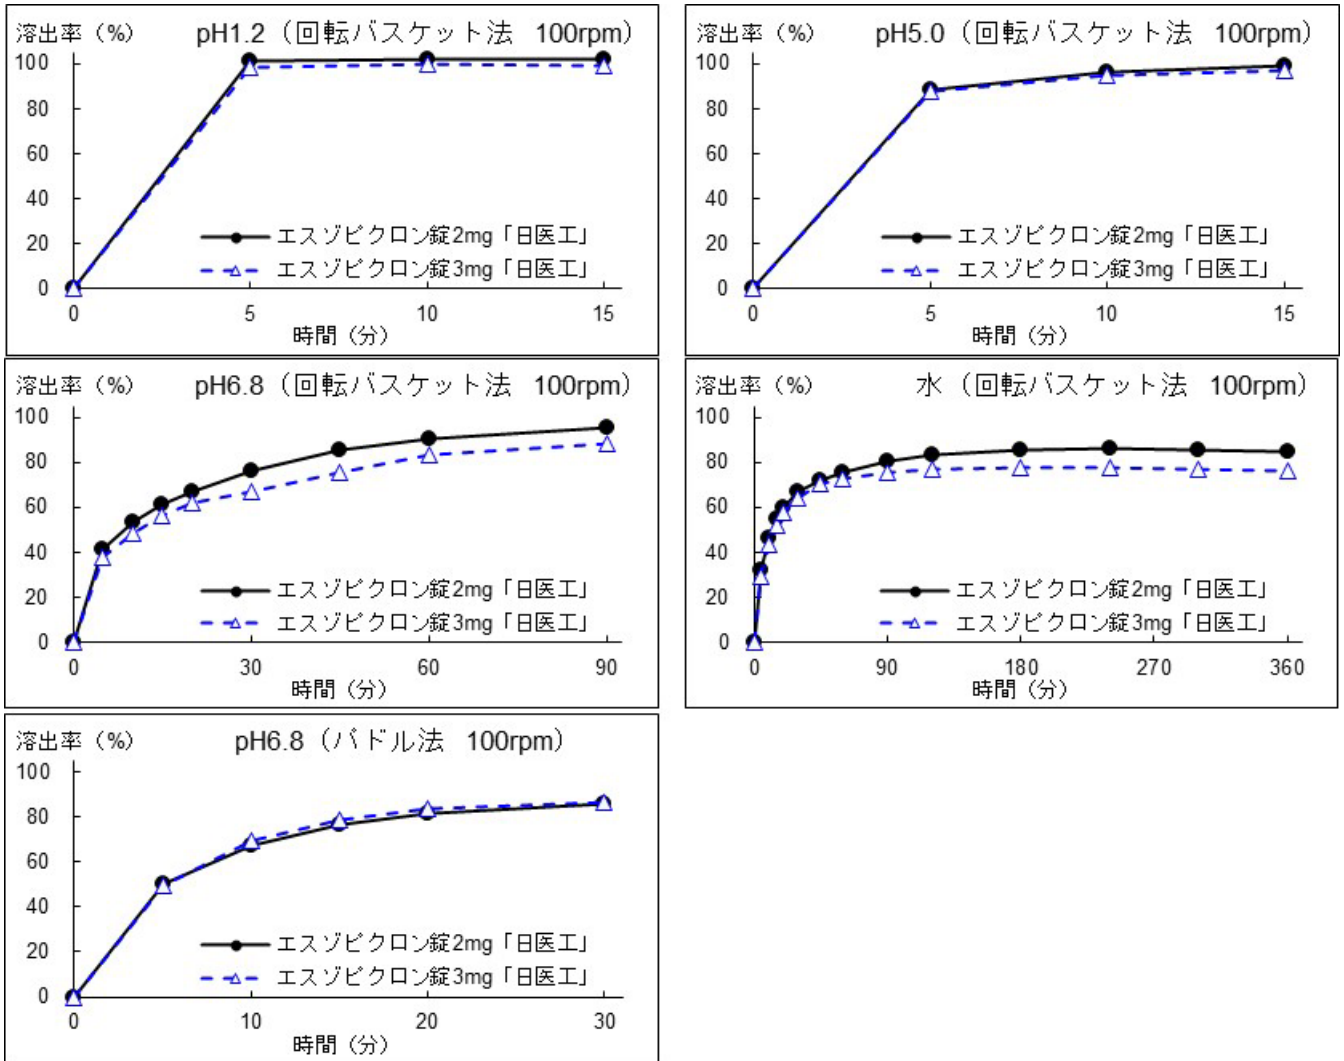 溶出率（%） pH1.2（回転バスケット法 100rpm）
100
80
60
40
20
0
エスゾピクロン錠2mg「日医工」
エスゾピクロン錠3mg「日医工」
0 5 10 15
時間（分）
溶出率（%） pH5.0（回転バスケット法 100rpm）
100
80
60
40
20
0
エスゾピクロン錠2mg「日医工」
エスゾピクロン錠3mg「日医工」
0 5 10 15
時間（分）
溶出率（%） pH6.8（回転バスケット法 100rpm）
100
80
60
40
20
0
エスゾピクロン錠2mg「日医工」
エスゾピクロン錠3mg「日医工」
0 30 60 90
時間（分）
溶出率（%） 水（回転バスケット法 100rpm）
100
80
60
40
20
0
エスゾピクロン錠2mg「日医工」
エスゾピクロン錠3mg「日医工」
0 90 180 270 360
時間（分）
溶出率（%） pH6.8（パドル法 100rpm）
100
80
60
40
20
0
エスゾピクロン錠2mg「日医工」
エスゾピクロン錠3mg「日医工」
0 10 20 30
時間（分）